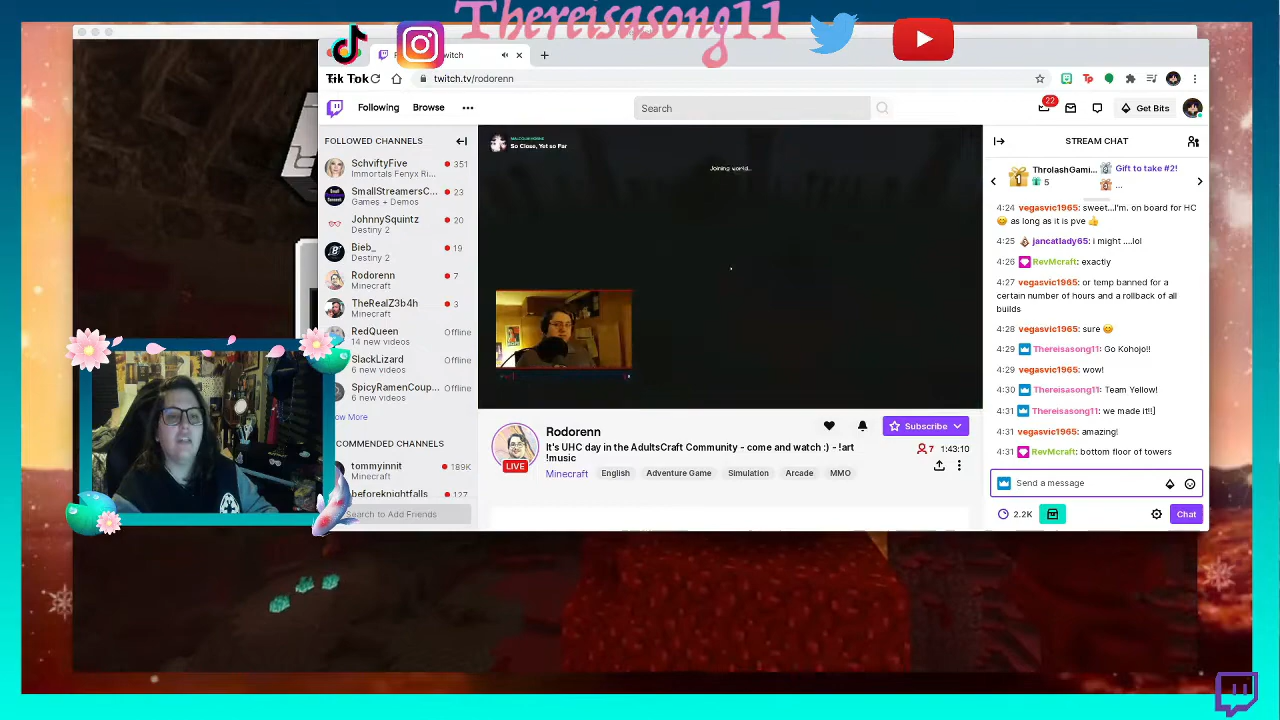 Thereisasong11
witch
Tik Tok
twitch.tv/rodorenn
Following
Browse
Search
22
Get Bits
FOLLOWED CHANNELS
SchviftyFive
351
Immortals Fenyx Ri...
SmallStreamersC...
23
Games + Demos
JohnnySquintz
20
Destiny 2
Bieb_
19
Destiny 2
Rodorenn
7
Minecraft
TheRealZ3b4h
3
Minecraft
RedQueen
Offline
14 new videos
SlackLizard
Offline
6 new videos
SpicyRamenCoup...
Offline
6 new videos
ow More
COMMENDED CHANNELS
tommyinnit
189K
Minecraft
beforeknightfalls
127
Search to Add Friends
So Close, Yet so Far
Joining world...
LIVE
Rodorenn
It's UHC day in the AdultsCraft Community - come and watch :) - !art
!music
Minecraft
English
Adventure Game
Simulation
Arcade
MMO
Subscribe
7
1:43:10
STREAM CHAT
1
ThrolashGami...
5
Gift to take #2!
...
4:24 vegasvic1965: sweet...I'm. on board for HC
😊 as long as it is pve 👍
4:25 jancatlady65: i might ....lol
4:26 RevMcraft: exactly
4:27 vegasvic1965: or temp banned for a
certain number of hours and a rollback of all
builds
4:28 vegasvic1965: sure 😊
4:29 Thereisasong11: Go Kohojo!!
4:29 vegasvic1965: wow!
4:30 Thereisasong11: Team Yellow!
4:31 Thereisasong11: we made it!!]
4:31 vegasvic1965: amazing!
4:31 RevMcraft: bottom floor of towers
Send a message
2.2K
Chat